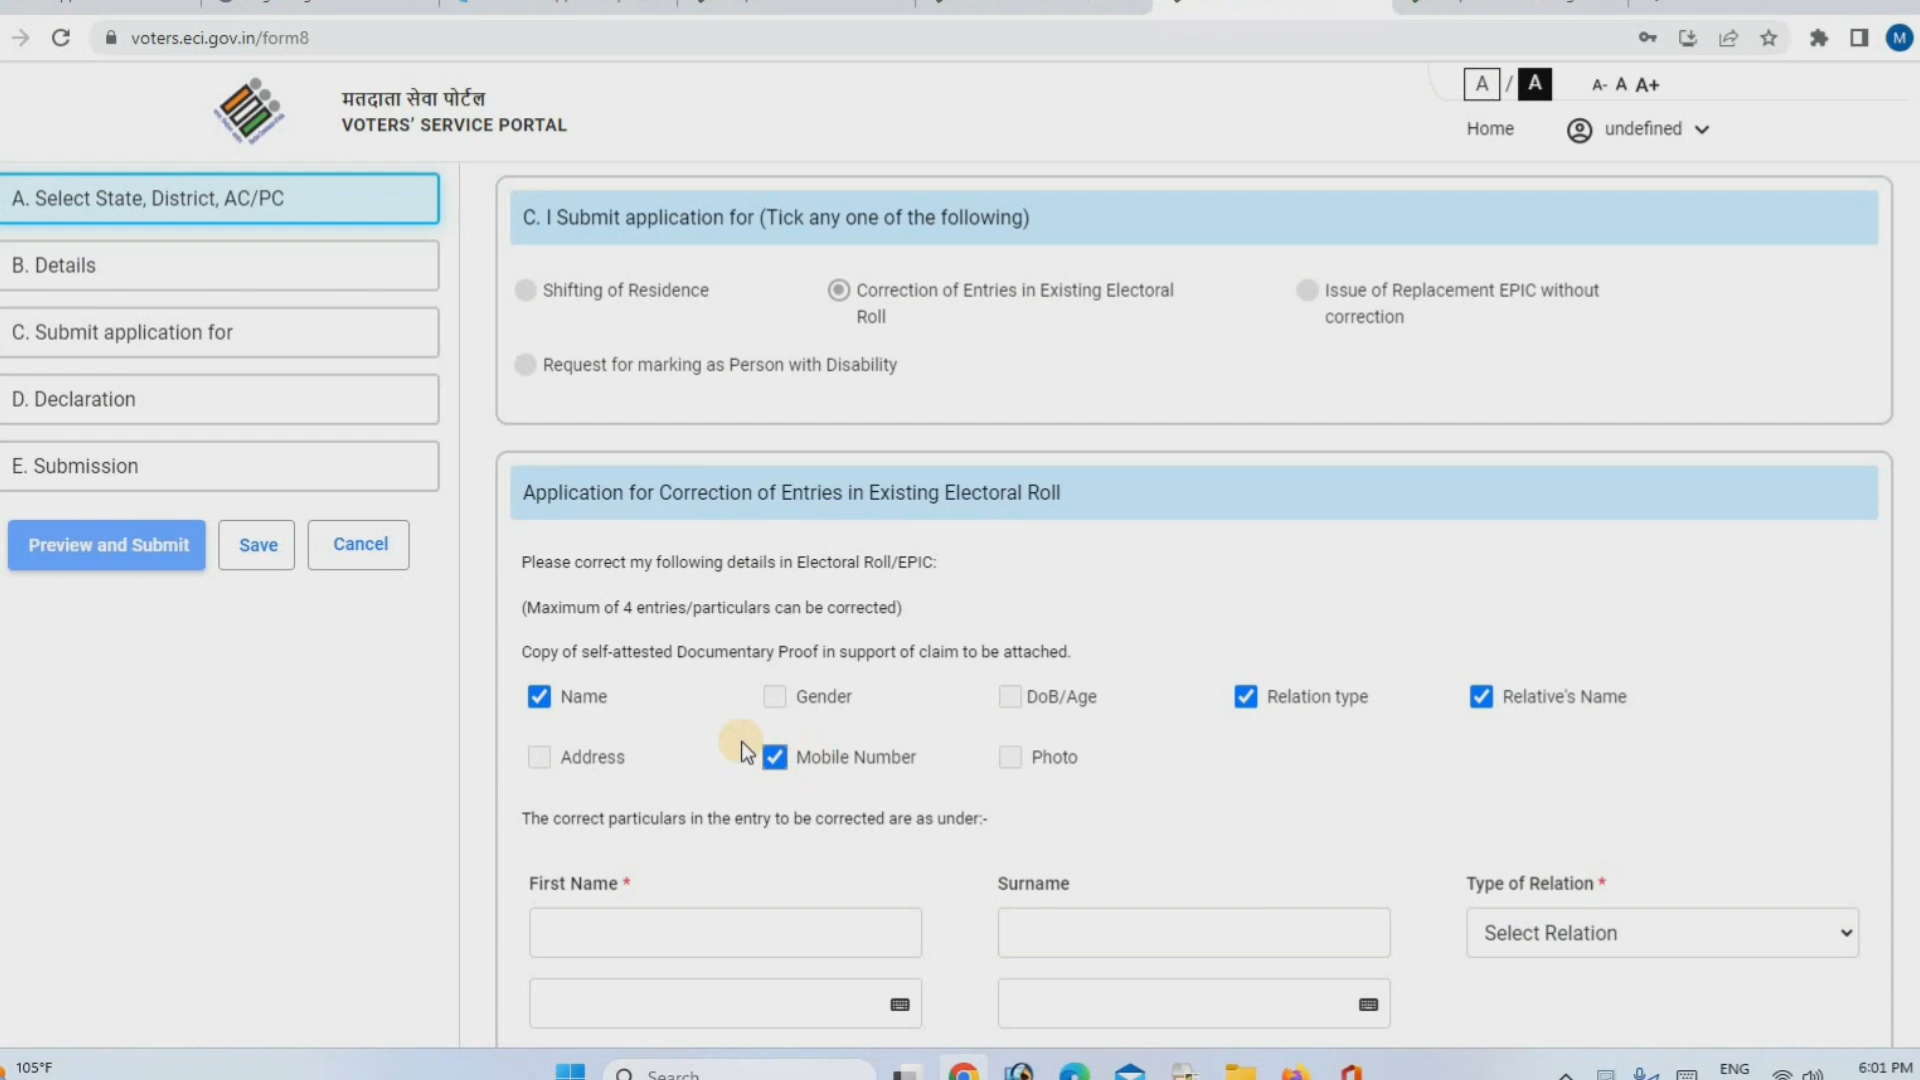 voters.eci.gov.in/form8
M
मतदाता सेवा पोर्टल
VOTERS' SERVICE PORTAL
A / A A- A A+
Home undefined
A. Select State, District, AC/PC
B. Details
C. Submit application for
D. Declaration
E. Submission
Preview and Submit Save Cancel
C. I Submit application for (Tick any one of the following)
Shifting of Residence
Correction of Entries in Existing Electoral
Roll
Issue of Replacement EPIC without
correction
Request for marking as Person with Disability
Application for Correction of Entries in Existing Electoral Roll
Please correct my following details in Electoral Roll/EPIC:
(Maximum of 4 entries/particulars can be corrected)
Copy of self-attested Documentary Proof in support of claim to be attached.
Name Gender DoB/Age Relation type Relative's Name
Address Mobile Number Photo
The correct particulars in the entry to be corrected are as under:-
First Name * Surname Type of Relation *
Select Relation
105°F Search ENG 6:01 PM